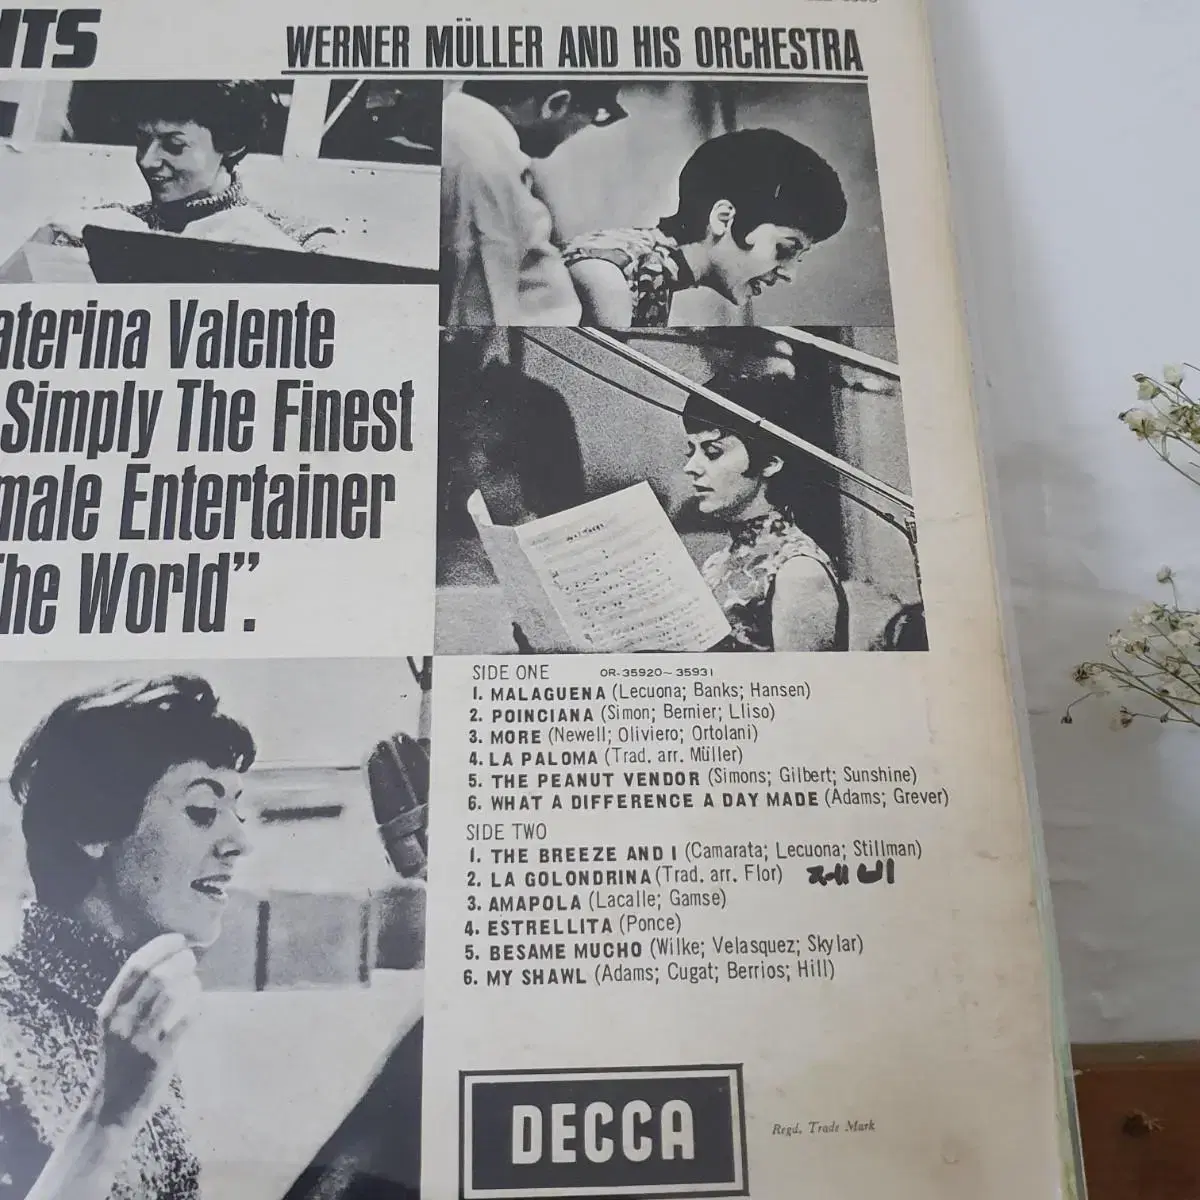 ITS
WERNER MÜLLER AND HIS ORCHESTRA
aterina Valente
Simply The Finest
male Entertainer
The World”.
SIDE ONE OR-35920~35931
1. MALAGUENA (Lecuona; Banks; Hansen)
2. POINCIANA (Simon; Bernier; Lliso)
3. MORE (Newell; Oliviero; Ortolani)
4. LA PALOMA (Trad. arr. Müller)
5. THE PEANUT VENDOR (Simons; Gilbert; Sunshine)
6. WHAT A DIFFERENCE A DAY MADE (Adams; Grever)
SIDE TWO
1. THE BREEZE AND I (Camarata; Lecuona; Stillman)
2. LA GOLONDRINA (Trad. arr. Flor) 제비
3. AMAPOLA (Lacalle; Gamse)
4. ESTRELLITA (Ponce)
5. BESAME MUCHO (Wilke; Velasquez; Skylar)
6. MY SHAWL (Adams; Cugat; Berrios; Hill)
DECCA
Regd. Trade Mark